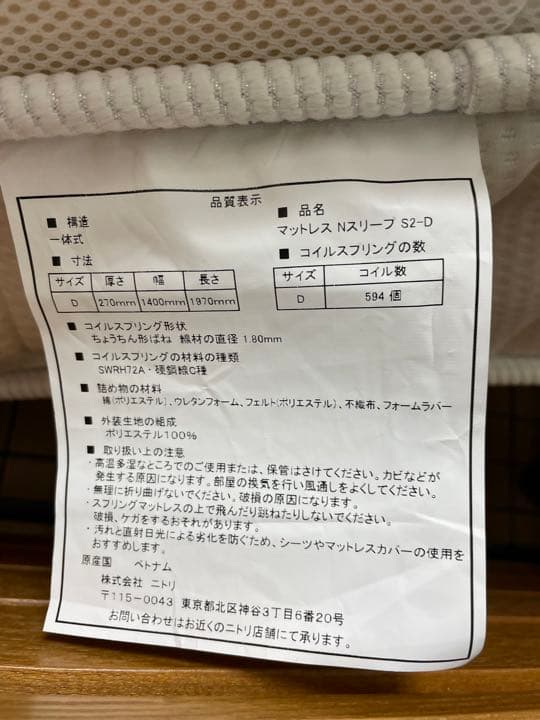 品質表示
■ 構造
一体式
■ 寸法
サイズ 厚さ 幅 長さ
D 270mm 1400mm 1970mm
■ 品名
マットレス Nスリープ S2-D
■ コイルスプリングの数
サイズ コイル数
D 594 個
■ コイルスプリング形状
ちょうちん形ばね 線材の直径 1.80mm
■ コイルスプリングの材料の種類
SWRH72A・硬鋼線C種
■ 詰め物の材料
綿(ポリエステル)、ウレタンフォーム、フェルト(ポリエステル)、不織布、フォームラバー
■ 外装生地の組成
ポリエステル100%
■ 取り扱い上の注意
・高温多湿なところでのご使用または、保管はさけてください。カビなどが
発生する原因になります。部屋の換気を行い風通しをよくしてください。
・無理に折り曲げないでください。破損の原因になります。
・スプリングマットレスの上で飛んだり跳ねたりしないでください。
破損、ケガをするおそれがあります。
・汚れと直射日光による劣化を防ぐため、シーツやマットレスカバーの使用を
おすすめします。
原産国 ベトナム
株式会社 ニトリ
〒115-0043 東京都北区神谷3丁目6番20号
お問い合わせはお近くのニトリ店舗にて承ります。